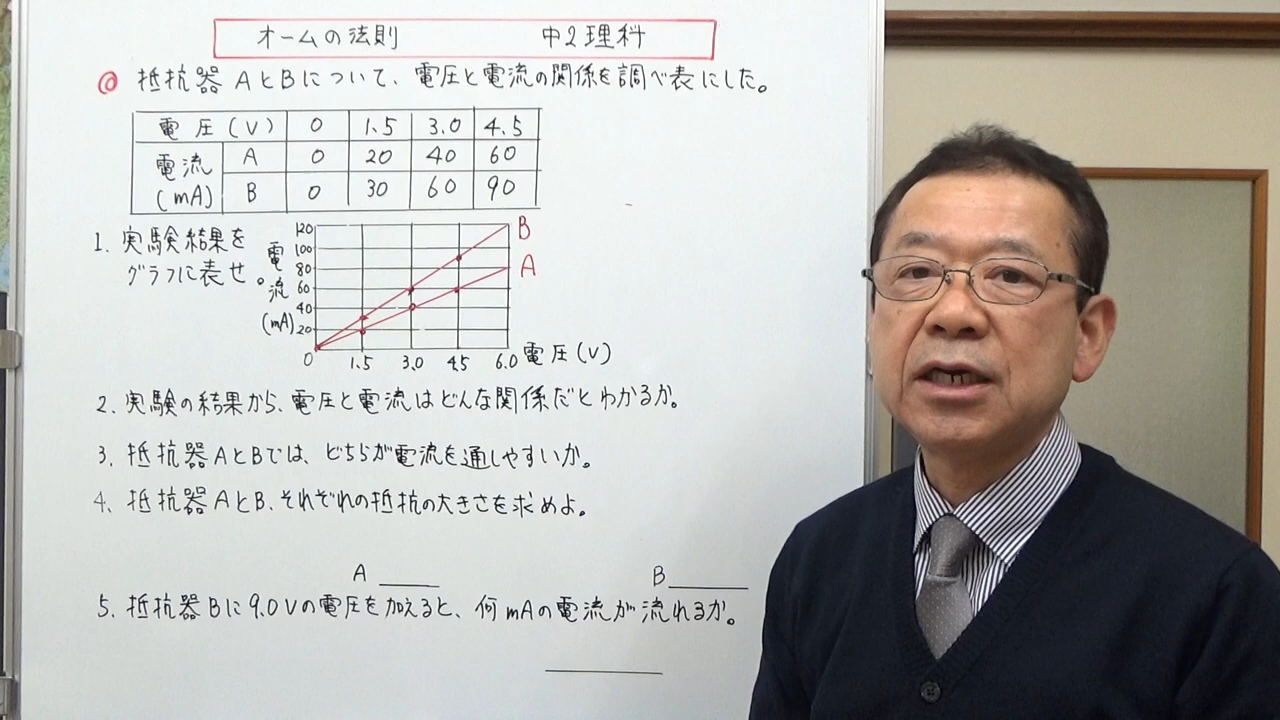 オームの法則 中2理科
◎ 抵抗器AとBについて、電圧と電流の関係を調べ表にした。
電圧(V) 0 1.5 3.0 4.5
電流(mA) A 0 20 40 60
B 0 30 60 90
1. 実験結果をグラフに表せ。
電流(mA)
120
100
80
60
40
20
0 1.5 3.0 4.5 6.0 電圧(V)
B
A
2. 実験の結果から、電圧と電流はどんな関係だとわかるか。
3. 抵抗器AとBでは、どちらが電流を通しやすいか。
4. 抵抗器AとB、それぞれの抵抗の大きさを求めよ。
A B
5. 抵抗器Bに9.0Vの電圧を加えると、何mAの電流が流れるか。